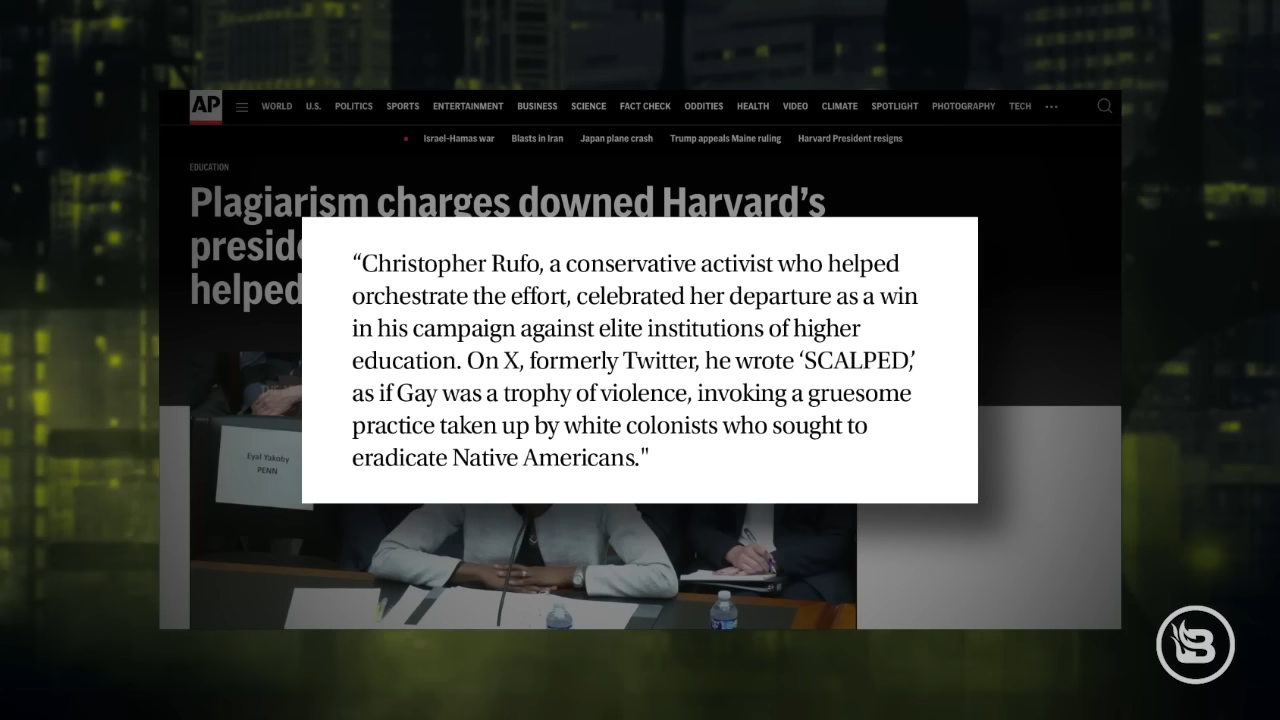 AP
WORLD U.S. POLITICS SPORTS ENTERTAINMENT BUSINESS SCIENCE FACT CHECK ODDITIES HEALTH VIDEO CLIMATE SPOTLIGHT PHOTOGRAPHY TECH •••
Israel-Hamas war Blasts in Iran Japan plane crash Trump appeals Maine ruling Harvard President resigns
EDUCATION
Plagiarism charges downed Harvard’s
helped
“Christopher Rufo, a conservative activist who helped
orchestrate the effort, celebrated her departure as a win
in his campaign against elite institutions of higher
education. On X, formerly Twitter, he wrote ‘SCALPED,’
as if Gay was a trophy of violence, invoking a gruesome
practice taken up by white colonists who sought to
eradicate Native Americans."
Eyal Yakoby
PENN
B